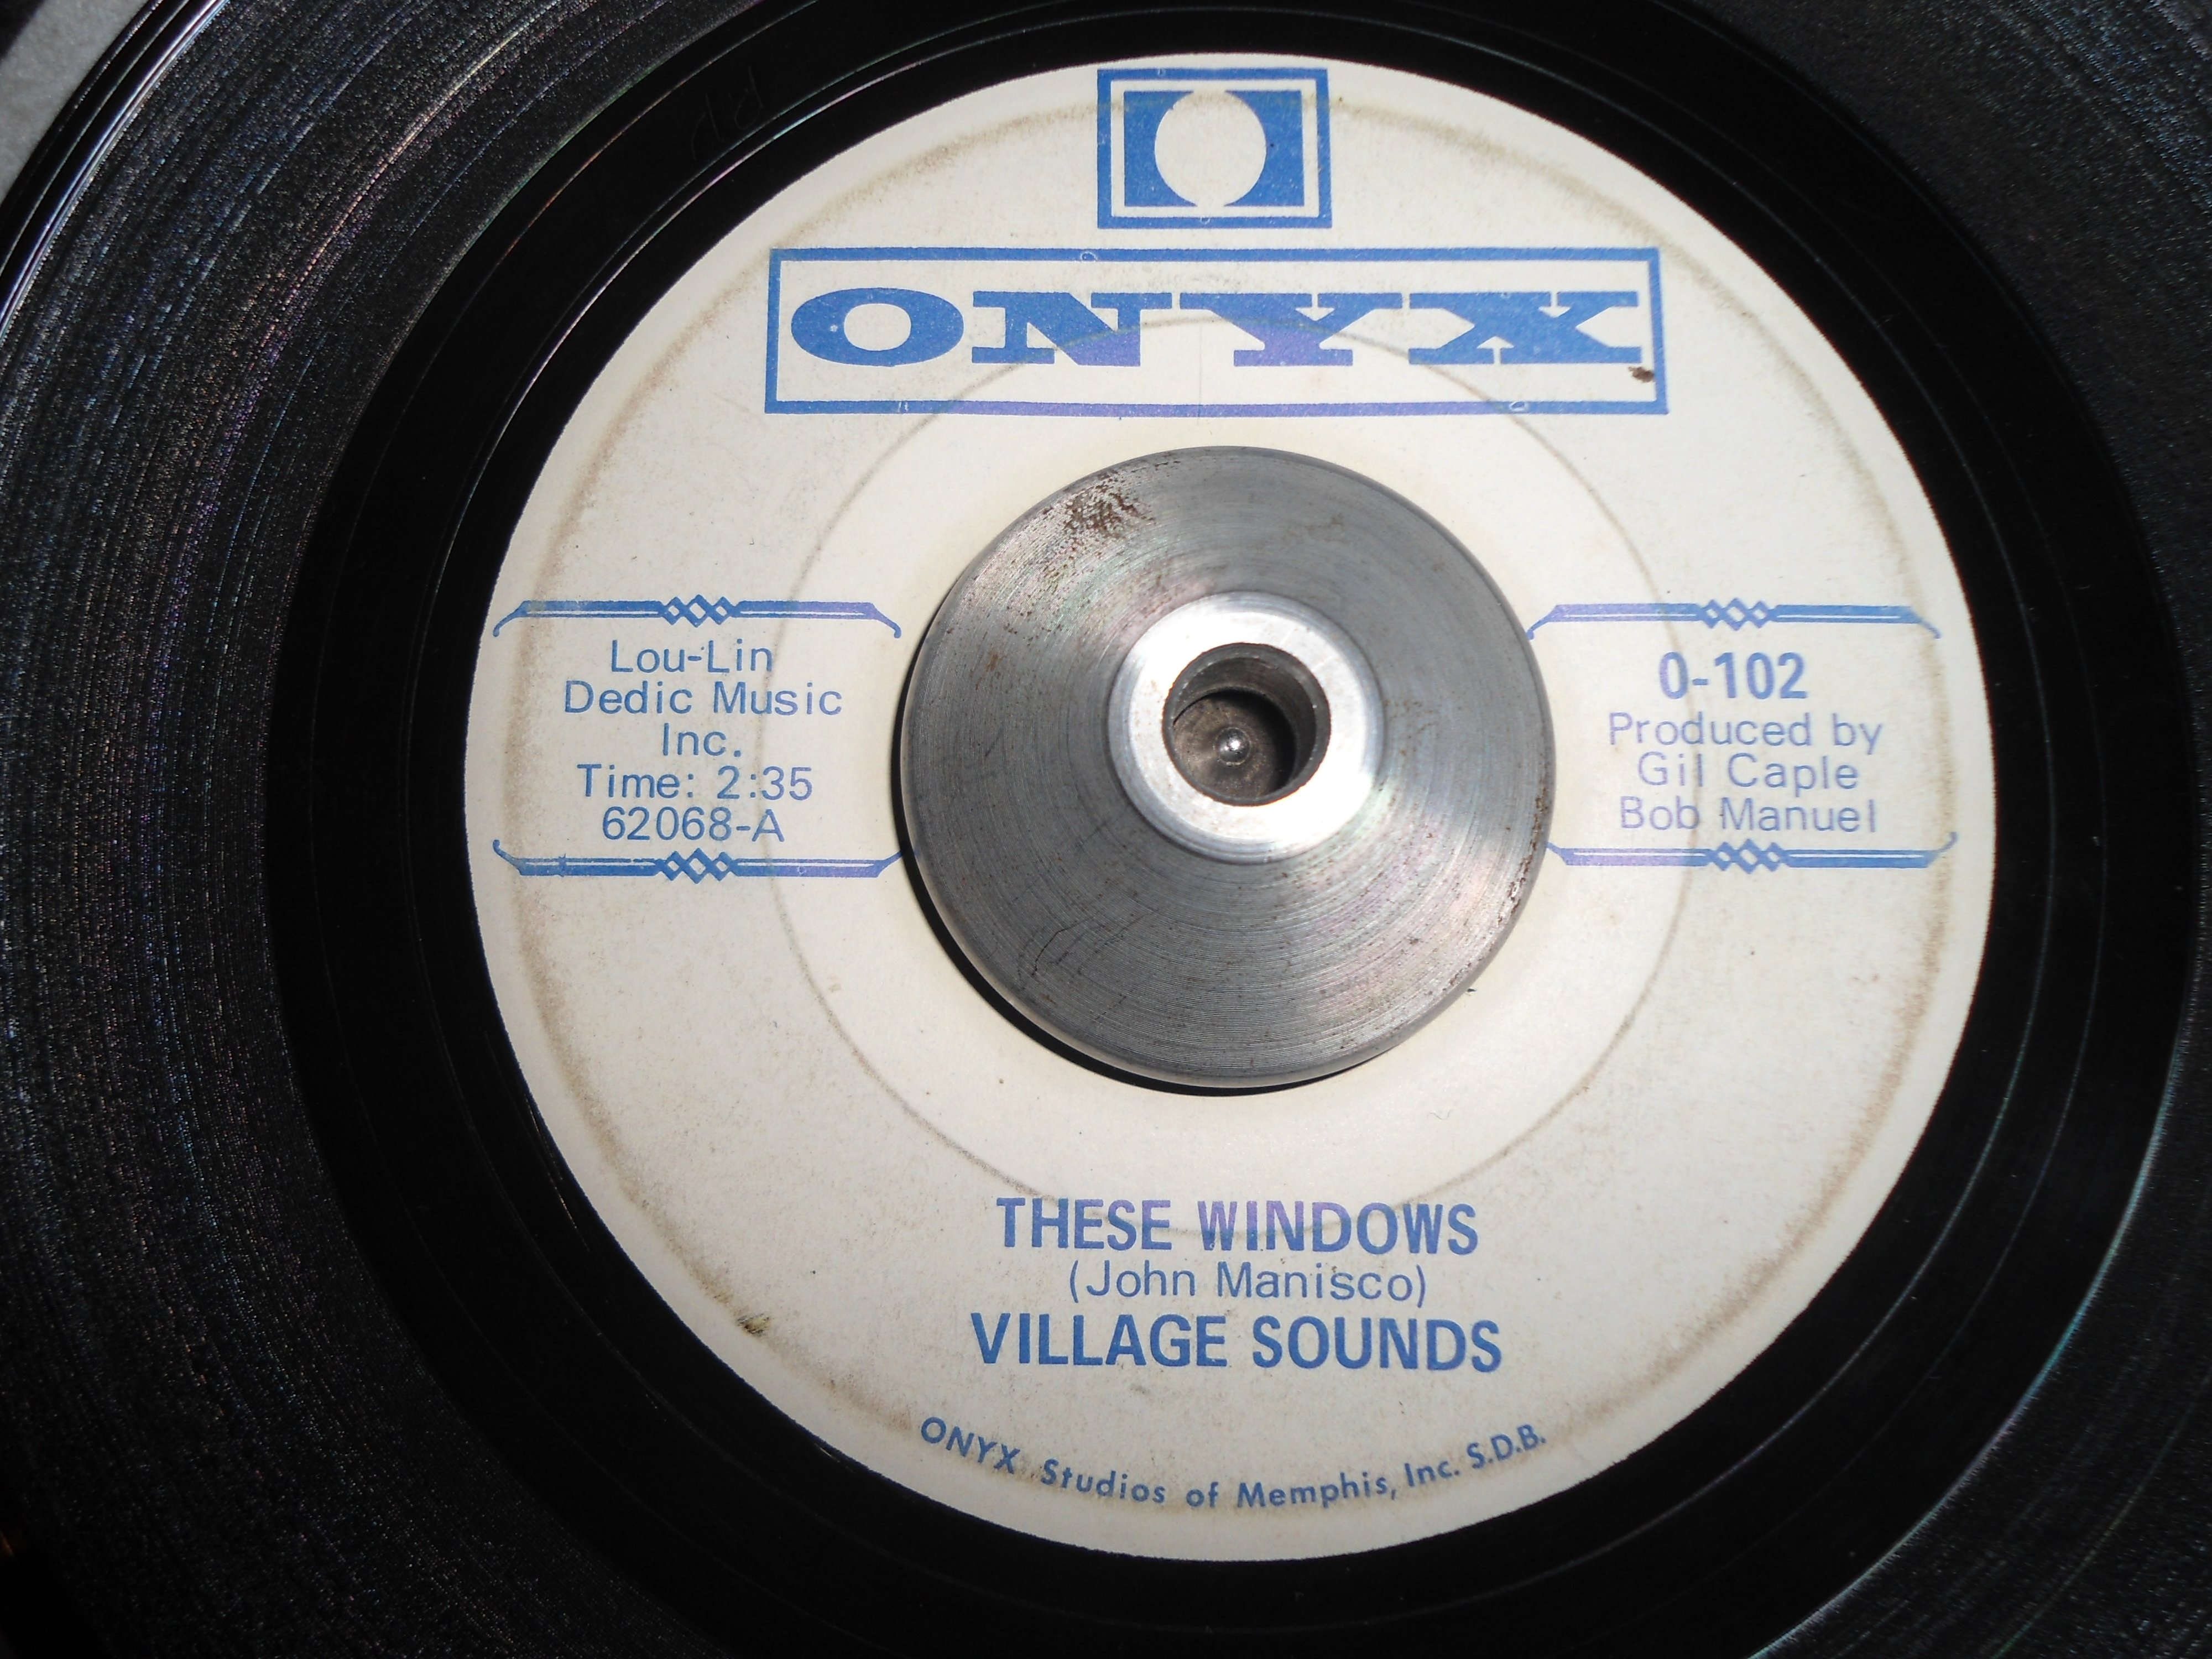 ONYX
Lou-Lin
Dedic Music
Inc.
Time: 2:35
62068-A
0-102
Produced by
Gil Caple
Bob Manuel
THESE WINDOWS
(John Manisco)
VILLAGE SOUNDS
ONYX Studios of Memphis, Inc. S.D.B.